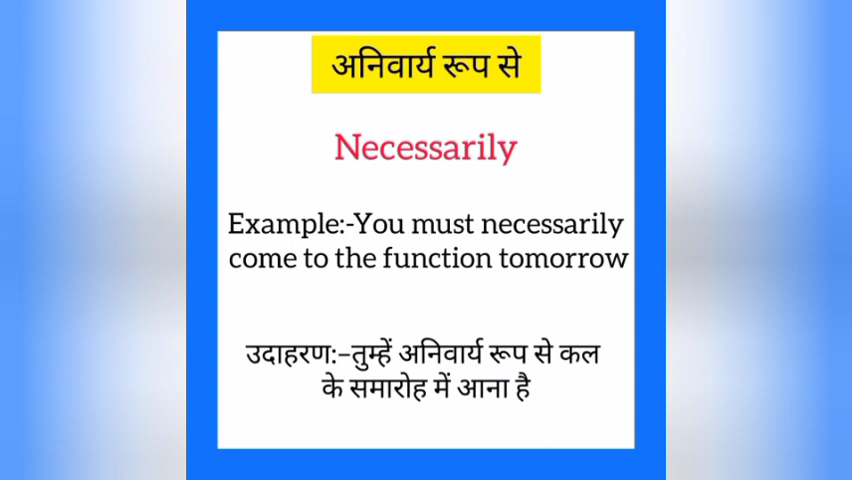 अनिवार्य रूप से
Necessarily
Example:-You must necessarily
come to the function tomorrow
उदाहरण:–तुम्हें अनिवार्य रूप से कल
के समारोह में आना है